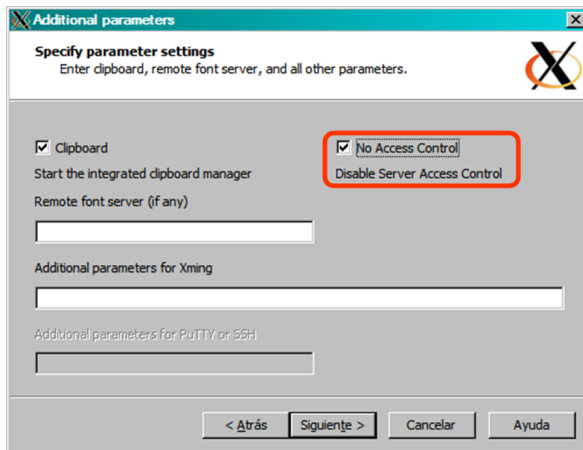 Additional parameters
Specify parameter settings
Enter clipboard, remote font server, and all other parameters.
Clipboard
No Access Control
Start the integrated clipboard manager
Disable Server Access Control
Remote font server (if any)
Additional parameters for Xming
Additional parameters for PuTTY or SSH
< Atrás
Siguiente >
Cancelar
Ayuda